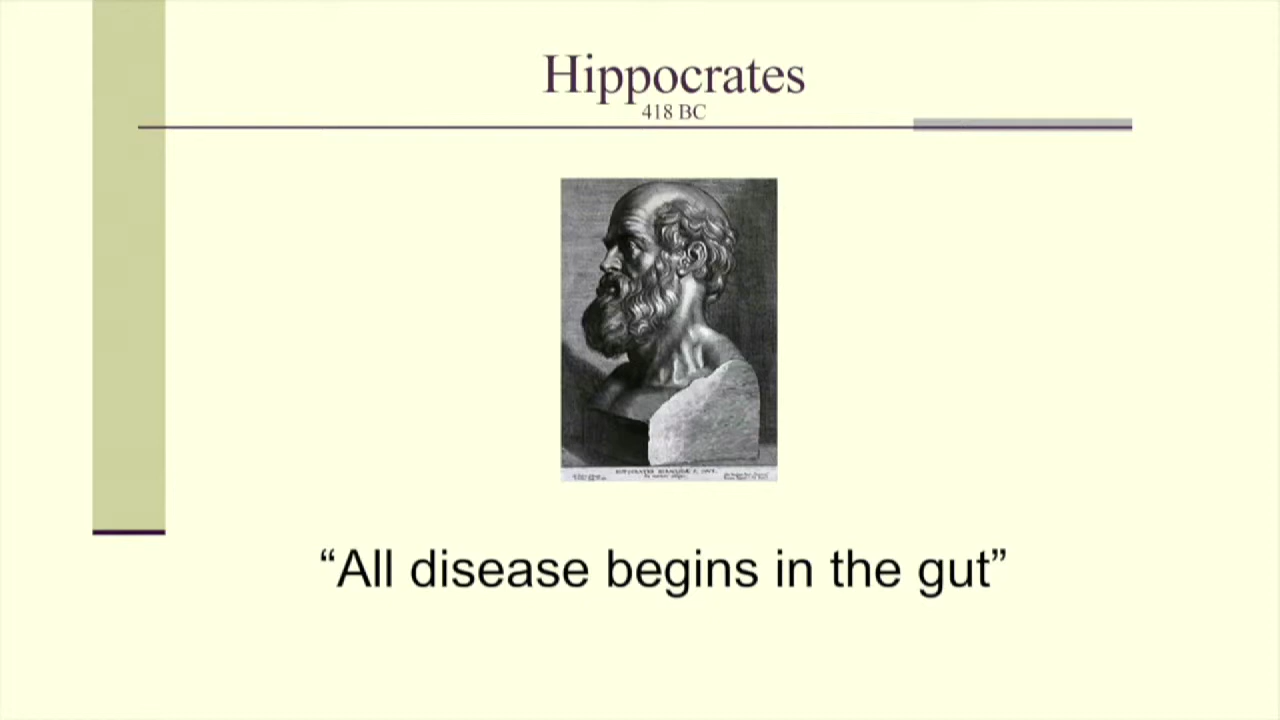 Hippocrates
418 BC
“All disease begins in the gut”